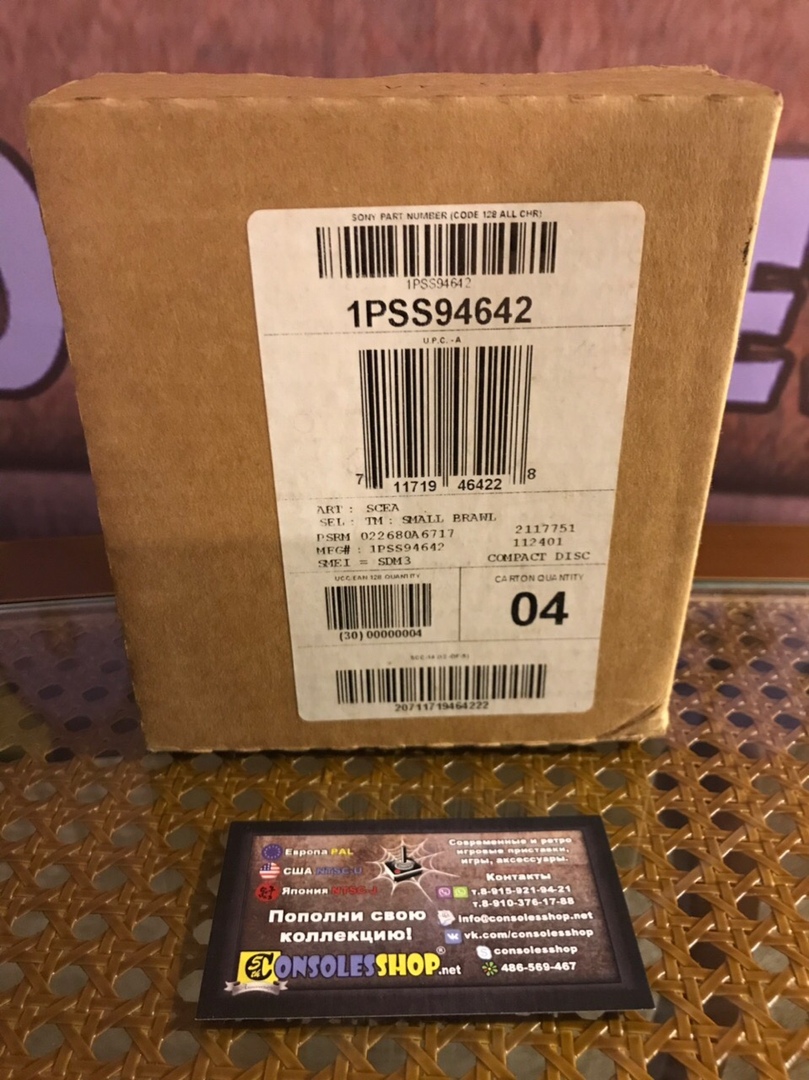 SONY PART NUMBER (CODE 128 ALL CHR)
1PSS94642
1PSS94642
U.P.C. -A
7 11719 46422 8
ART : SCEA
SEL : TM : SMALL BRAWL
PSRM 022680A6717 2117751
MFG# : 1PSS94642 112401
SMEI = SDM3 COMPACT DISC
UCC/EAN 128 QUANTITY
(30) 00000004
CARTON QUANTITY
04
20711719464222
Европа PAL
США NTSC-U
Япония NTSC-J
Пополни свою
коллекцию!
CONSOLESSHOP.net
Современные и ретро
игровые приставки,
игры, аксессуары.
Контакты
т.8-915-921-94-21
т.8-910-376-17-88
info@consolesshop.net
vk.com/consolesshop
consolesshop
486-569-467